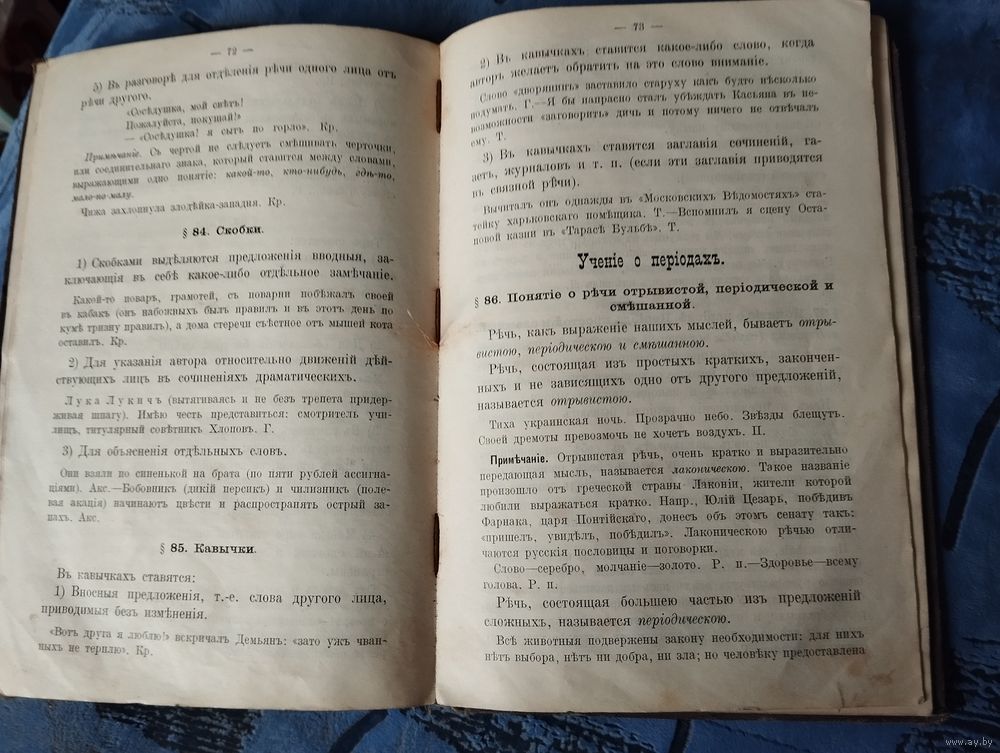 — 72 —
5) Въ разговорѣ для отдѣленія рѣчи одного лица отъ
рѣчи другого.
«Сосѣдушка, мой свѣтъ!
Пожалуйста, покушай!»
— «Сосѣдушка! я сытъ по горло». Кр.
Примѣчаніе. Съ чертой не слѣдуетъ смѣшивать черточки,
или соединительнаго знака, который ставится между словами,
выражающими одно понятіе: какой-то, кто-нибудь, гдѣ-то,
мало-по-малу.
Чижа захлопнула злодѣйка-западня. Кр.
§ 84. Скобки.
1) Скобками выдѣляются предложенія вводныя, за-
ключающія въ себѣ какое-либо отдѣльное замѣчаніе.
Какой-то поваръ, грамотей, съ поварни побѣжалъ своей
въ кабакъ (онъ набожныхъ былъ правилъ и въ этотъ день по
кумѣ тризну правилъ), а дома стеречи съѣстное отъ мышей кота
оставилъ. Кр.
2) Для указанія автора относительно движеній дѣй-
ствующихъ лицъ въ сочиненіяхъ драматическихъ.
Лука Лукичъ (вытягиваясь и не безъ трепета придер-
живая шпагу). Имѣю честь представиться: смотритель учи-
лищъ, титулярный совѣтникъ Хлоповъ. Г.
3) Для объясненія отдѣльныхъ словъ.
Они взяли по синенькой на брата (по пяти рублей ассигна-
ціями). Акс.—Бобовникъ (дикій персикъ) и чилизникъ (поле-
вая акація) начинаютъ цвѣсти и распространять острый за-
пахъ. Акс.
§ 85. Кавычки.
Въ кавычкахъ ставятся:
1) Вносныя предложенія, т.-е. слова другого лица,
приводимыя безъ измѣненія.
«Вотъ друга я люблю!» вскричалъ Демьянъ: «зато ужъ чван-
ныхъ не терплю». Кр.
— 73 —
2) Въ кавычкахъ ставится какое-либо слово, когда
авторъ желаетъ обратить на это слово вниманіе.
Слово «дворянинъ» заставило старуху какъ будто нѣсколько
подумать. Г.—Я бы напрасно сталъ убѣждать Касьяна въ не-
возможности «заговорить» дичь и потому ничего не отвѣчалъ
ему. Т.
3) Въ кавычкахъ ставятся заглавія сочиненій, га-
зетъ, журналовъ и т. п. (если эти заглавія приводятся
въ связной рѣчи).
Вычиталъ онъ однажды въ «Московскихъ Вѣдомостяхъ» ста-
тейку харьковскаго помѣщика. Т.—Вспомнилъ я сцену Оста-
повой казни въ «Тарасѣ Бульбѣ». Т.
Ученіе о періодахъ.
§ 86. Понятіе о рѣчи отрывистой, періодической и
смѣшанной.
Рѣчь, какъ выраженіе нашихъ мыслей, бываетъ отры-
вистою, періодическою и смѣшанною.
Рѣчь, состоящая изъ простыхъ краткихъ, закончен-
ныхъ и не зависящихъ одно отъ другого предложеній,
называется отрывистою.
Тиха украинская ночь. Прозрачно небо. Звѣзды блещутъ.
Своей дремоты превозмочь не хочетъ воздухъ. П.
Примѣчаніе. Отрывистая рѣчь, очень кратко и выразительно
передающая мысль, называется лаконическою. Такое названіе
произошло отъ греческой страны Лаконіи, жители которой
любили выражаться кратко. Напр., Юлій Цезарь, побѣдивъ
Фарнака, царя Понтійскаго, донесъ объ этомъ сенату такъ:
«пришелъ, увидѣлъ, побѣдилъ». Лаконическою рѣчью отли-
чаются русскія пословицы и поговорки.
Слово—серебро, молчаніе—золото. Р. п.—Здоровье—всему
голова. Р. п.
Рѣчь, состоящая большею частью изъ предложеній
сложныхъ, называется періодическою.
Всѣ животныя подвержены закону необходимости: для нихъ
нѣтъ выбора, нѣтъ ни добра, ни зла; но человѣку предоставлена
www.ay.by